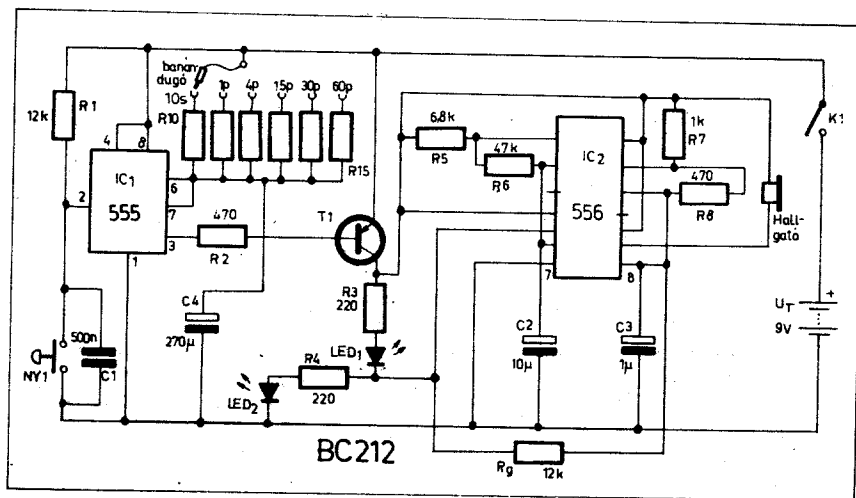 banán
dugó
10s
1p
4p
15p
30p
60p
R1
12k
R10
R15
4
8
IC1
555
2
6
7
3
1
470
R2
T1
R3
220
LED1
R4
220
LED2
C4
270µ
500n
C1
NY1
6,8k
R5
47k
R6
IC2
556
7
8
1k
R7
470
R8
Hall-
gató
K1
UT
+
9V
C2
10µ
C3
1µ
Rg
12k
BC212